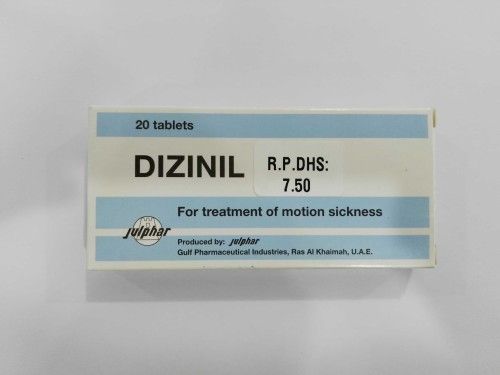 20 tablets
DIZINIL
R.P.DHS:
7.50
For treatment of motion sickness
julphar
Produced by: julphar
Gulf Pharmaceutical Industries, Ras Al Khaimah, U.A.E.